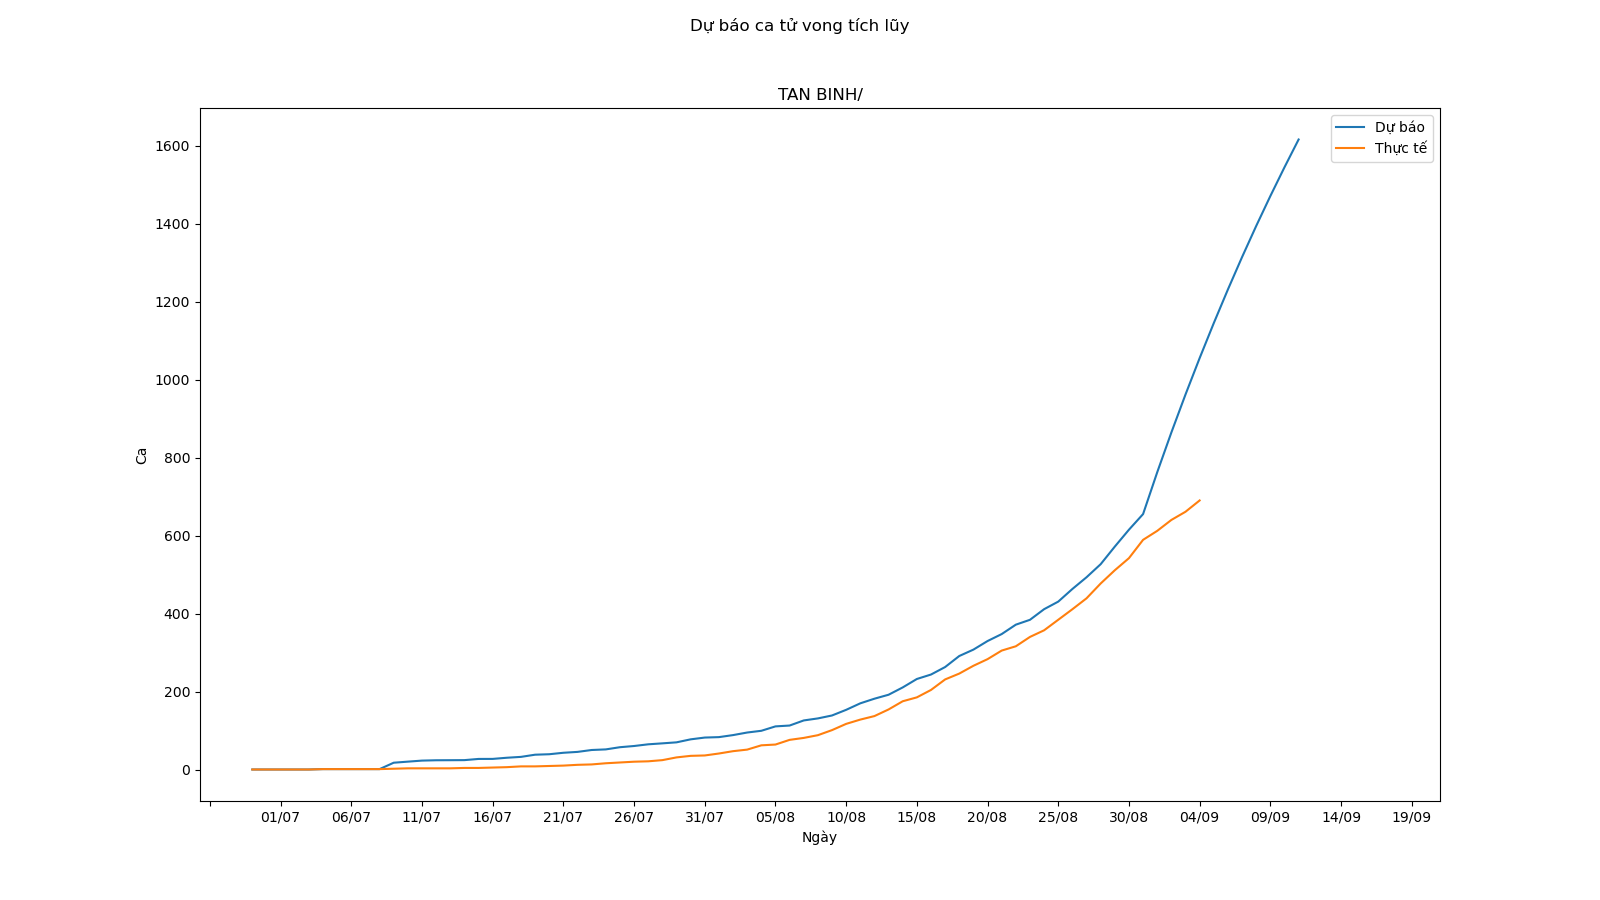 Dự báo ca tử vong tích lũy
TAN BINH/
Dự báo
Thực tế
1600
1400
1200
1000
800
600
400
200
0
Ca
01/07 06/07 11/07 16/07 21/07 26/07 31/07 05/08 10/08 15/08 20/08 25/08 30/08 04/09 09/09 14/09 19/09
Ngày